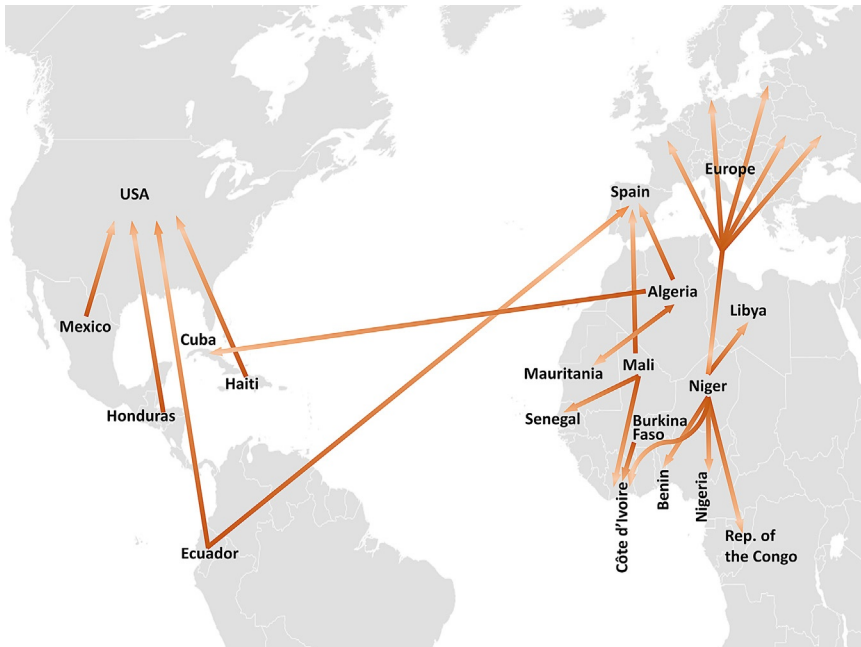 USA
Spain
Europe
Algeria
Libya
Mexico
Cuba
Haiti
Honduras
Mauritania
Mali
Niger
Senegal
Burkina
Faso
Côte d'Ivoire
Benin
Nigeria
Rep. of
the Congo
Ecuador